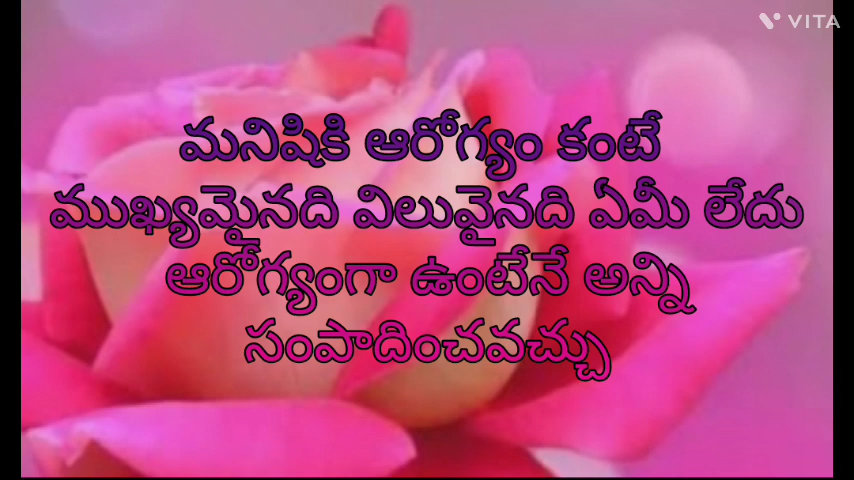 VITA
మనిషికి ఆరోగ్యం కంటే
ముఖ్యమైనది విలువైనది ఏమీ లేదు
ఆరోగ్యంగా ఉంటేనే అన్ని
సంపాదించవచ్చు